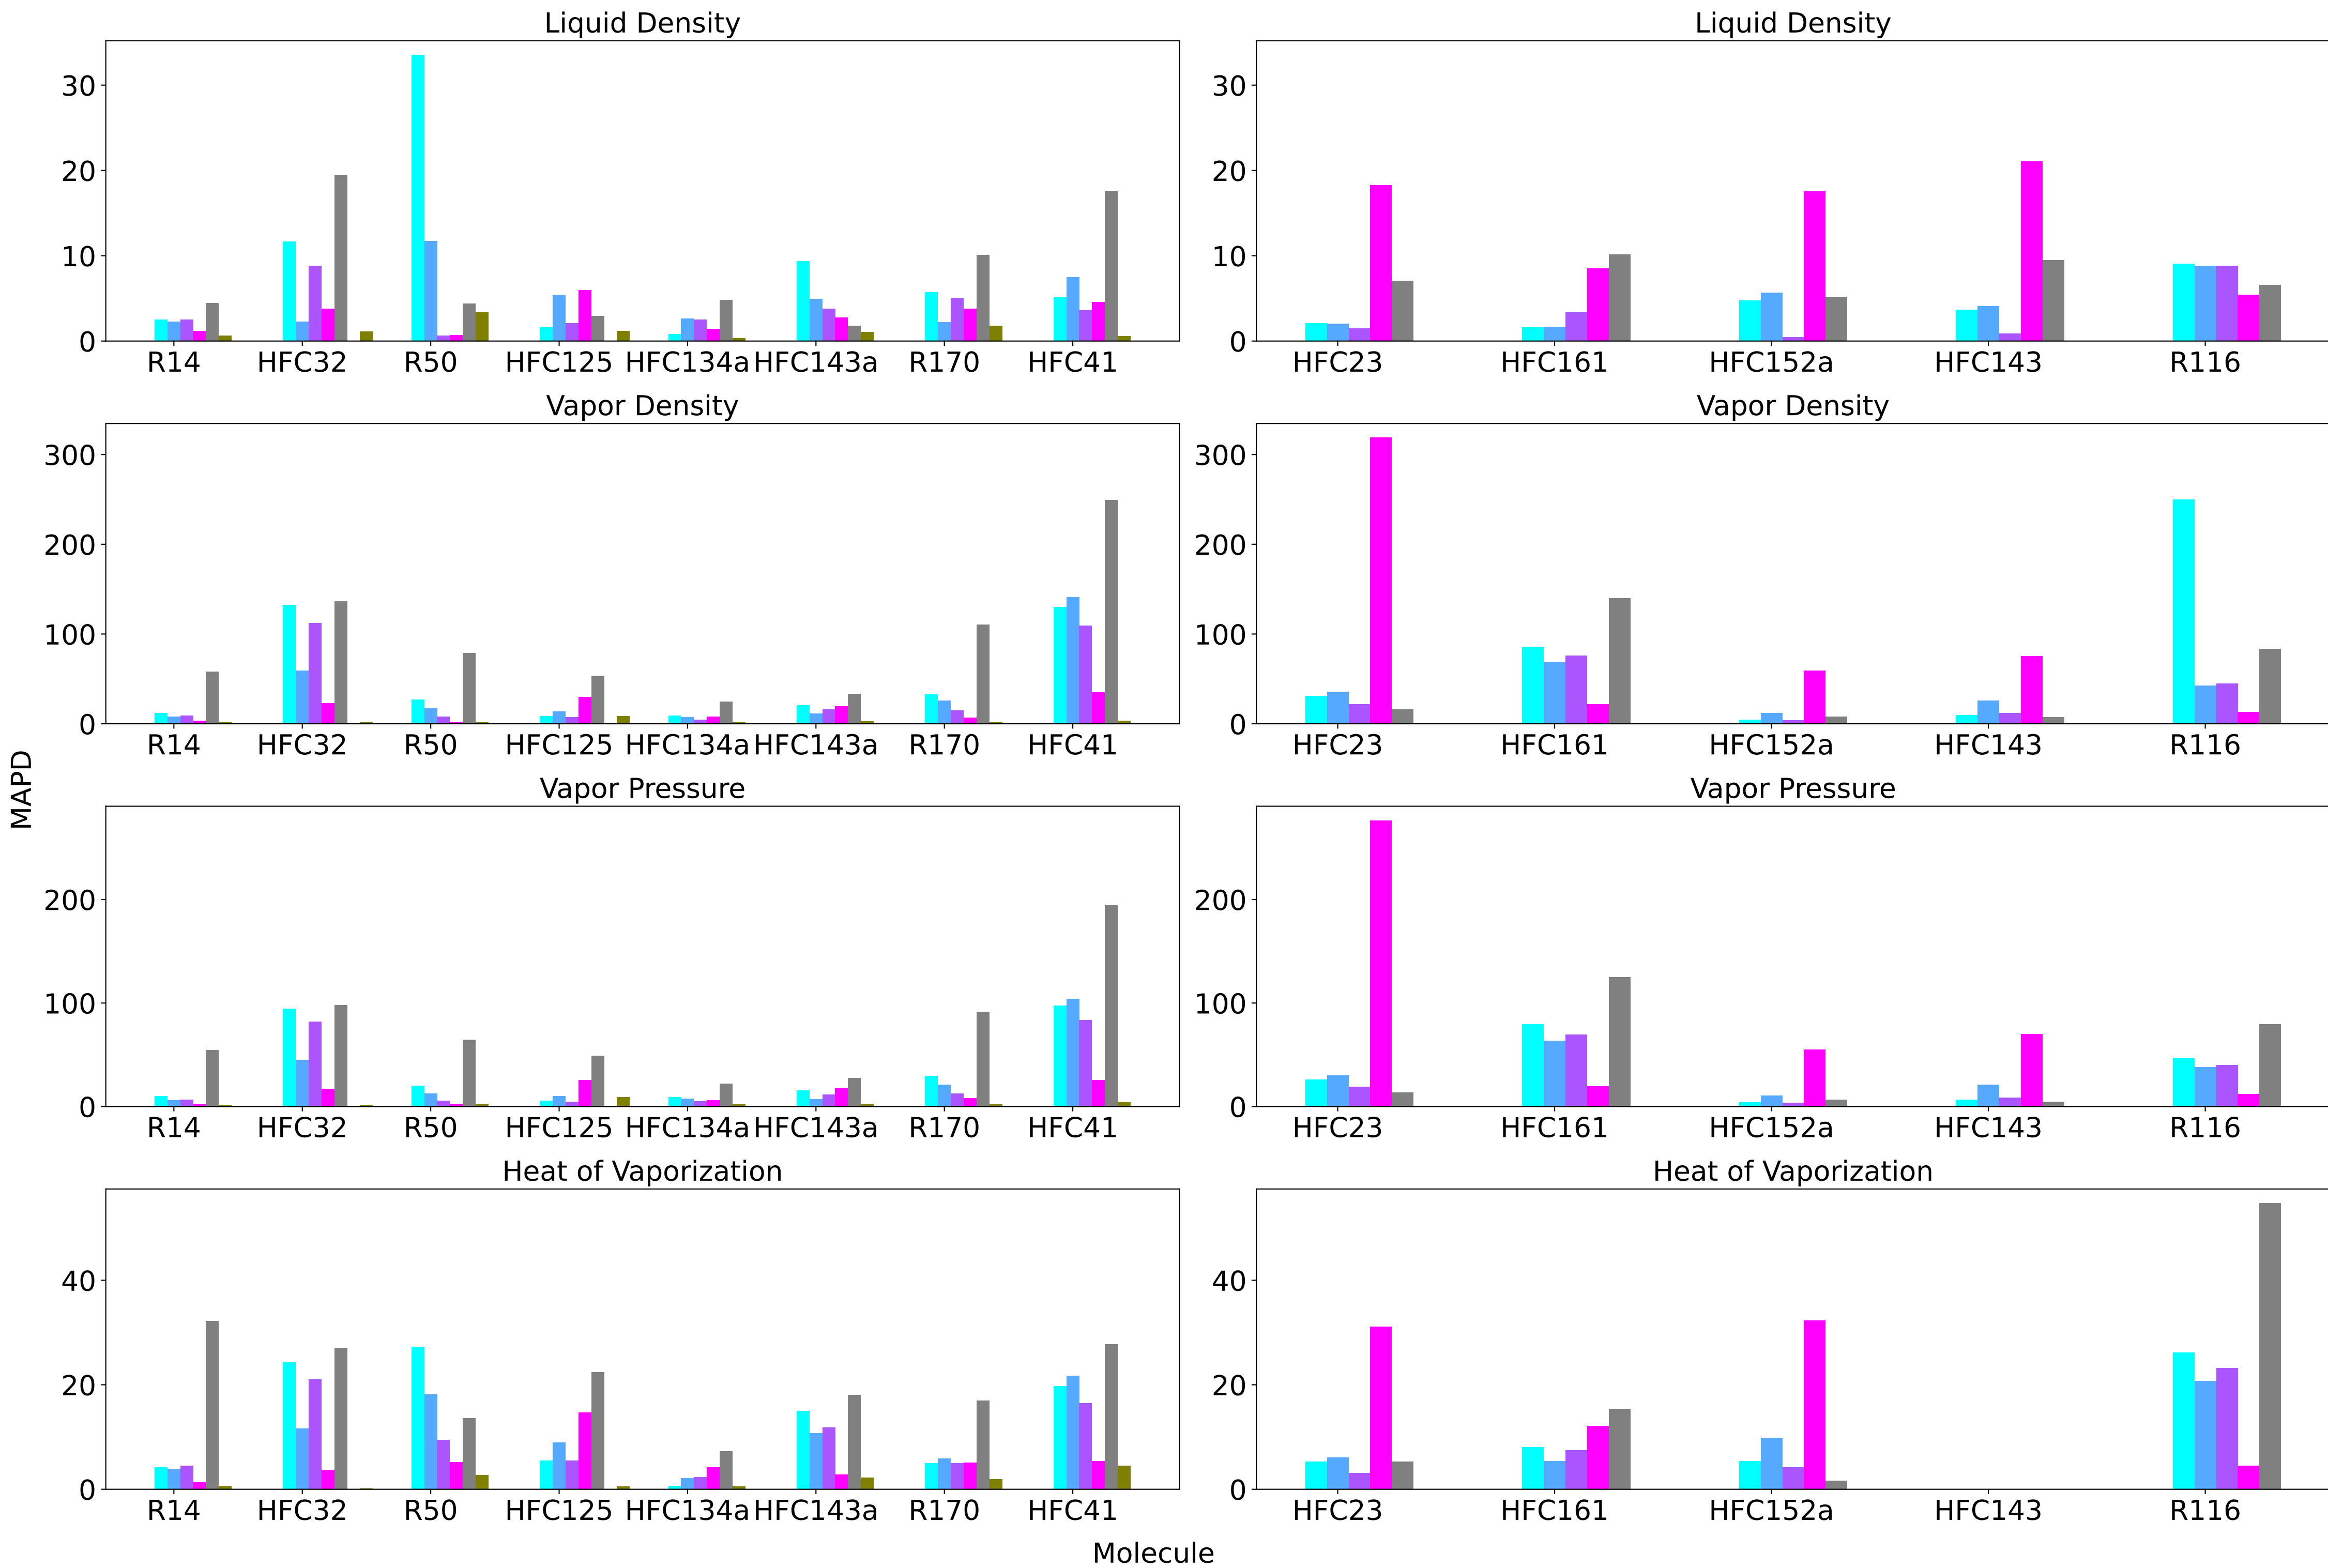 Liquid Density
30
20
10
0
R14 HFC32 R50 HFC125 HFC134a HFC143a R170 HFC41
Liquid Density
30
20
10
0
HFC23 HFC161 HFC152a HFC143 R116
Vapor Density
300
200
100
0
R14 HFC32 R50 HFC125 HFC134a HFC143a R170 HFC41
Vapor Density
300
200
100
0
HFC23 HFC161 HFC152a HFC143 R116
MAPD
Vapor Pressure
200
100
0
R14 HFC32 R50 HFC125 HFC134a HFC143a R170 HFC41
Vapor Pressure
200
100
0
HFC23 HFC161 HFC152a HFC143 R116
Heat of Vaporization
40
20
0
R14 HFC32 R50 HFC125 HFC134a HFC143a R170 HFC41
Heat of Vaporization
40
20
0
HFC23 HFC161 HFC152a HFC143 R116
Molecule